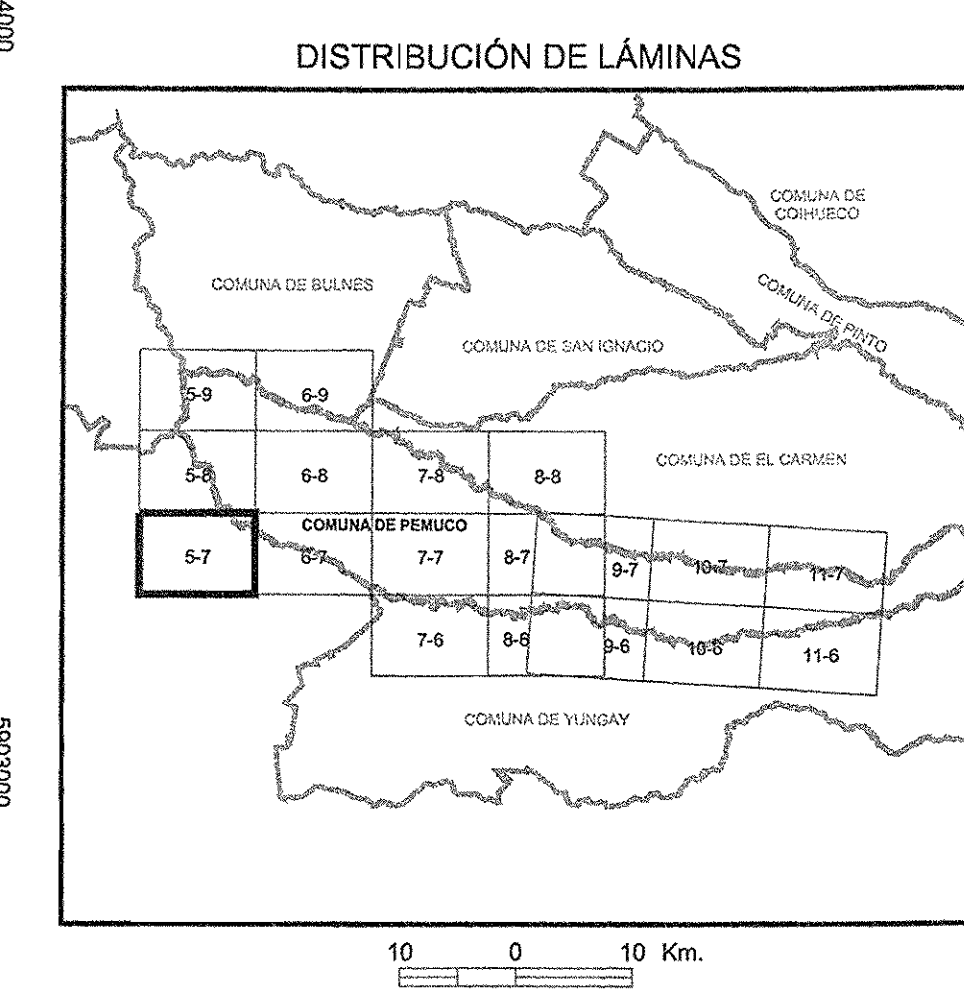 4000
DISTRIBUCIÓN DE LÁMINAS
COMUNA DE
COIHUECO
COMUNA DE BULNES
COMUNA DE PINTO
COMUNA DE SAN IGNACIO
5-9
6-9
COMUNA DE EL CARMEN
5-8
6-8
7-8
8-8
COMUNA DE PEMUCO
5-7
6-7
7-7
8-7
9-7
10-7
11-7
7-6
8-6
9-6
10-6
11-6
COMUNA DE YUNGAY
5903000
10 0 10 Km.